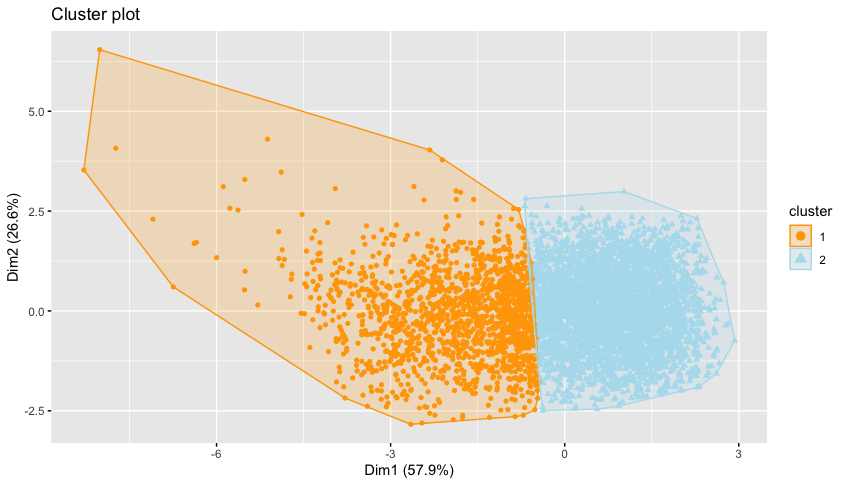 Cluster plot
5.0
2.5
0.0
-2.5
-6
-3
0
3
Dim1 (57.9%)
Dim2 (26.6%)
cluster
1
2